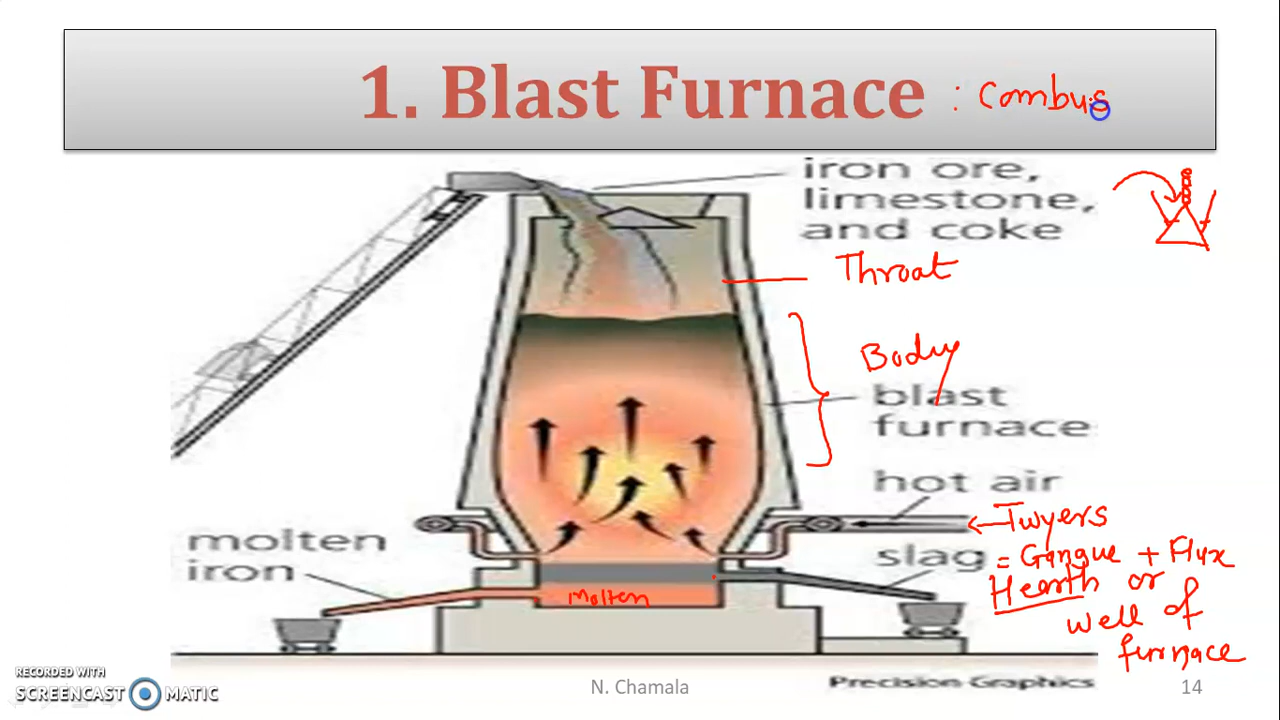 1. Blast Furnace : Combus
iron ore,
limestone,
and coke
Throat
Body
blast
furnace
hot air
Twyers
molten
iron
slag = Gangue + Flux
Hearth or
well of
furnace
Molten
RECORDED WITH
SCREENCAST MATIC
N. Chamala
Precision Graphics
14